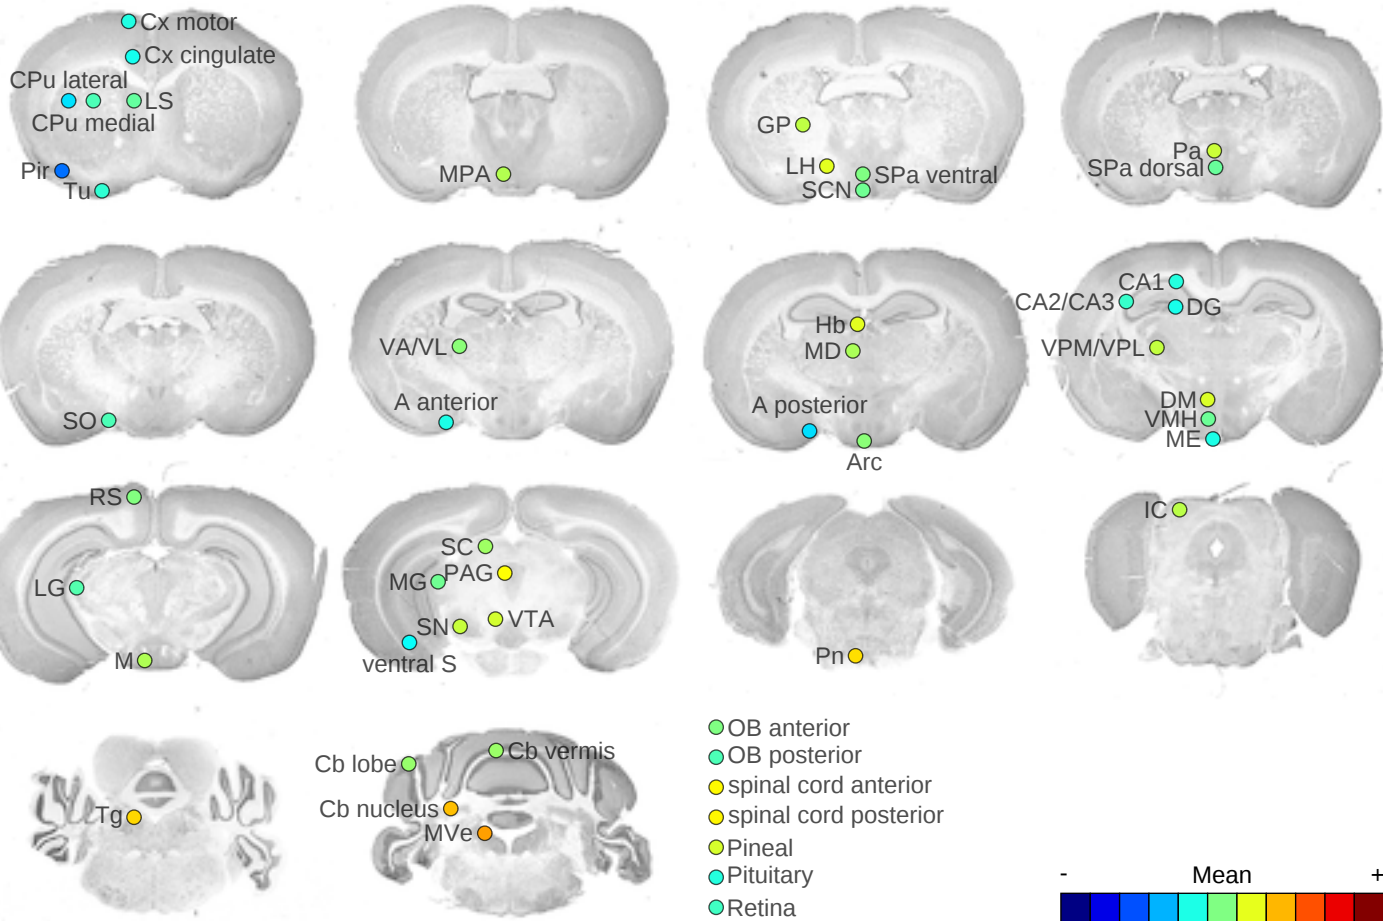 Cx motor
Cx cingulate
CPu lateral
LS
CPu medial
Pir
Tu
MPA
GP
LH
SPa ventral
SCN
Pa
SPa dorsal
SO
VA/VL
A anterior
Hb
MD
A posterior
Arc
CA1
CA2/CA3
DG
VPM/VPL
DM
VMH
ME
RS
LG
M
SC
PAG
MG
VTA
SN
ventral S
Pn
IC
Tg
Cb vermis
Cb lobe
Cb nucleus
MVe
OB anterior
OB posterior
spinal cord anterior
spinal cord posterior
Pineal
Pituitary
Retina
- Mean +